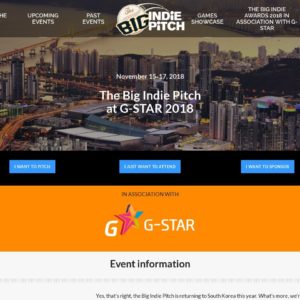 THE
UPCOMING
EVENTS
PAST
EVENTS
The
BIG INDIE
PITCH
GAMES
SHOWCASE
THE BIG INDIE
AWARDS 2018 IN
ASSOCIATION WITH G-
STAR
November 15-17, 2018
The Big Indie Pitch
at G-STAR 2018
I WANT TO PITCH
I JUST WANT TO ATTEND
I WANT TO SPONSOR
IN ASSOCIATION WITH
G G-STAR
Event information
Yes, that's right, the Big Indie Pitch is returning to South Korea this year. What's more, we're